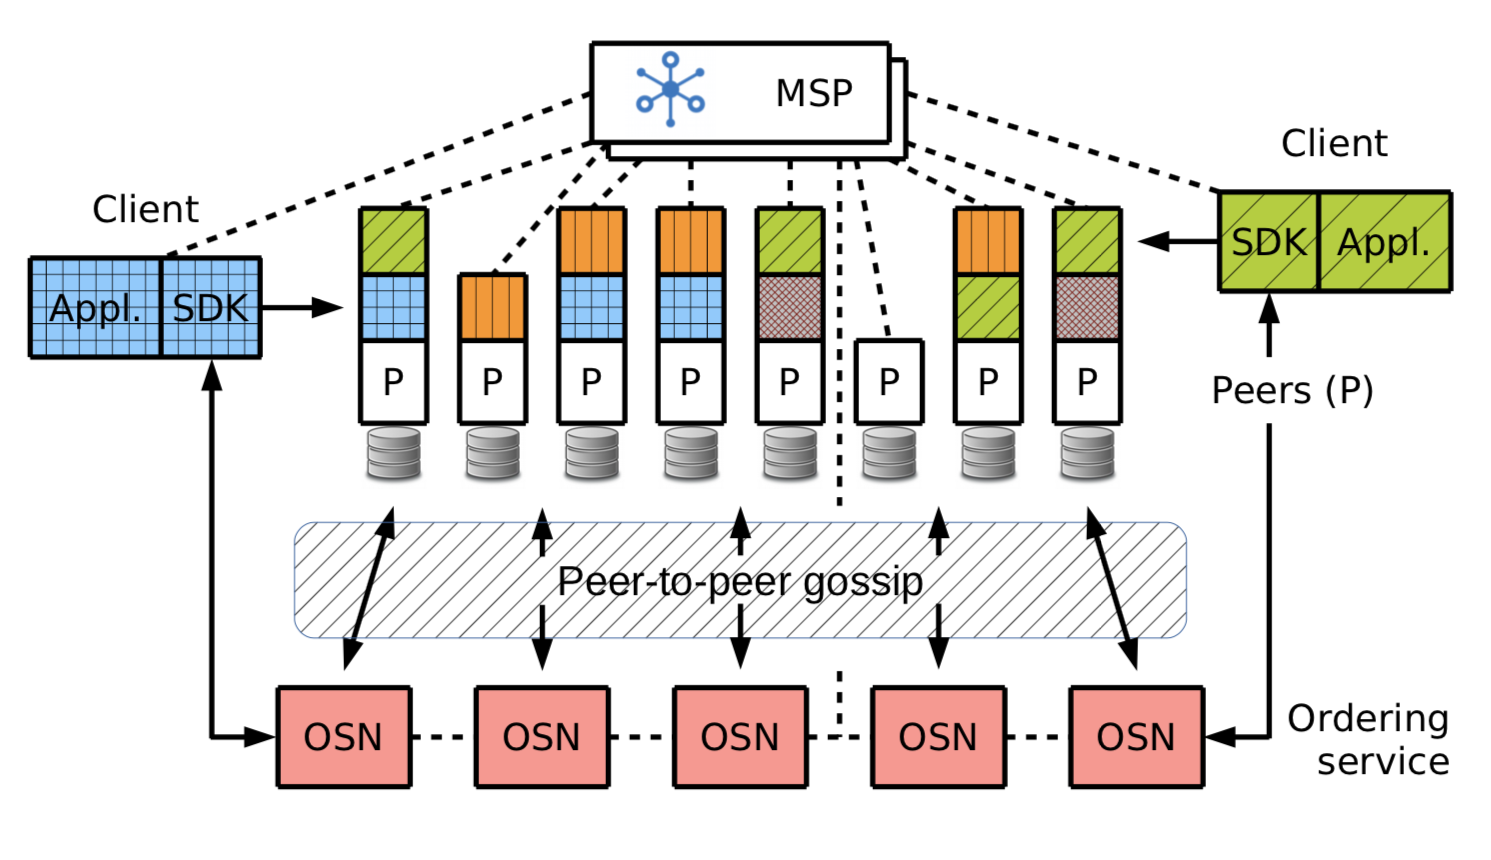 MSP
Client
Client
SDK Appl.
Appl. SDK
P P P P P P P P
Peers (P)
Peer-to-peer gossip
OSN OSN OSN OSN OSN
Ordering
service